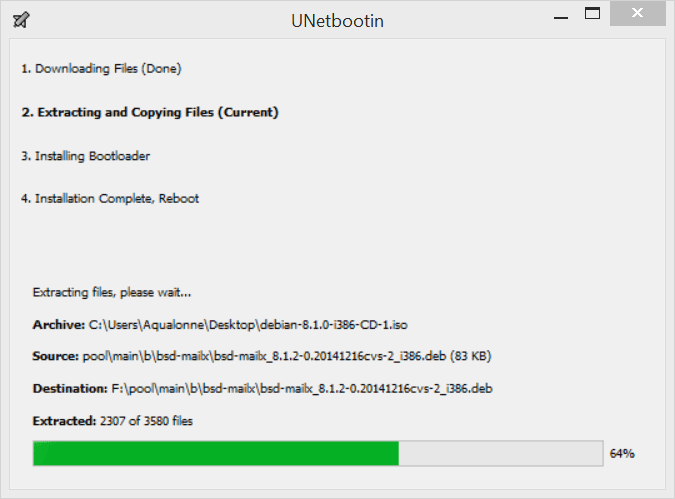 UNetbootin
1. Downloading Files (Done)
2. Extracting and Copying Files (Current)
3. Installing Bootloader
4. Installation Complete, Reboot
Extracting files, please wait...
Archive: C:\Users\Aqualonne\Desktop\debian-8.1.0-i386-CD-1.iso
Source: pool\main\b\bsd-mailx\bsd-mailx_8.1.2-0.20141216cvs-2_i386.deb (83 KB)
Destination: F:\pool\main\b\bsd-mailx\bsd-mailx_8.1.2-0.20141216cvs-2_i386.deb
Extracted: 2307 of 3580 files
64%